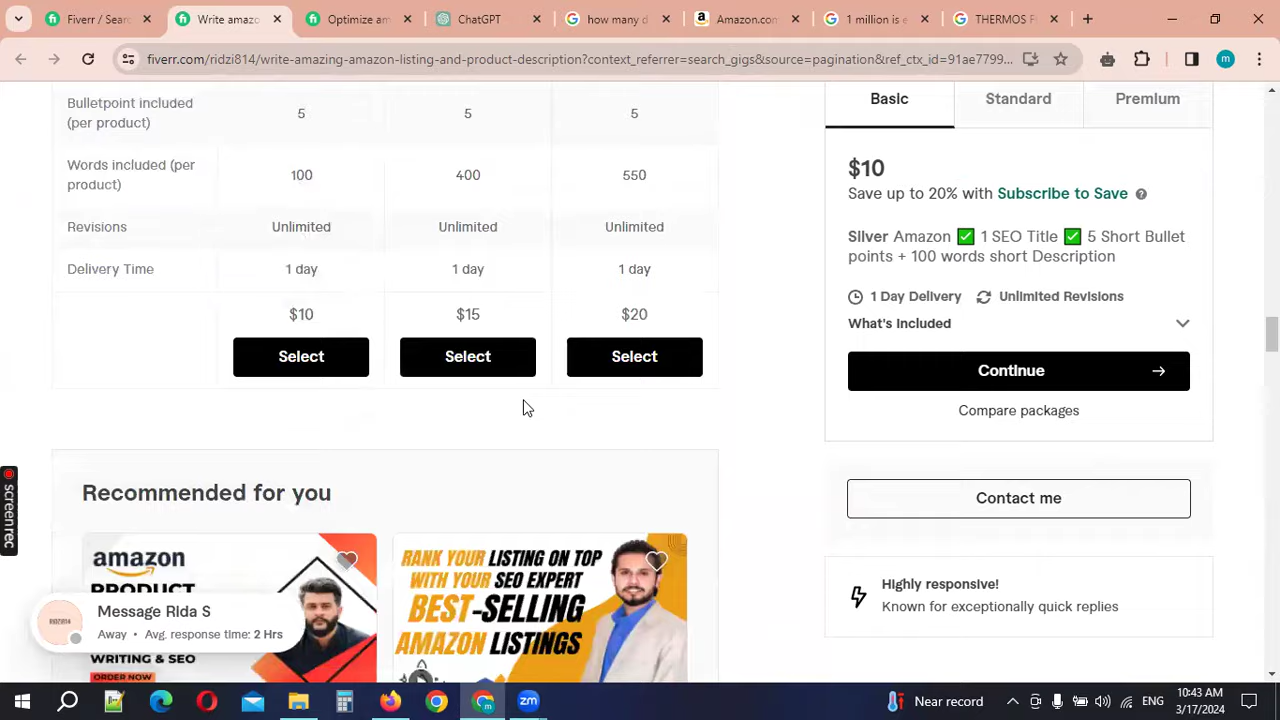 Fiverr / Sear
Write amazo
Optimize am
ChatGPT
how many d
Amazon.com
1 million is e
THERMOS F
fiverr.com/ridzi814/write-amazing-amazon-listing-and-product-description?context_referrer=search_gigs&source=pagination&ref_ctx_id=91ae7799...
m
Basic
Standard
Premium
Bulletpoint included
(per product)
5
5
5
Words included (per
product)
100
400
550
Revisions
Unlimited
Unlimited
Unlimited
Delivery Time
1 day
1 day
1 day
$10
$15
$20
Select
Select
Select
$10
Save up to 20% with Subscribe to Save
Silver Amazon ✅ 1 SEO Title ✅ 5 Short Bullet
points + 100 words short Description
1 Day Delivery
Unlimited Revisions
What's Included
Continue
Compare packages
Contact me
Highly responsive!
Known for exceptionally quick replies
Recommended for you
amazon
PRODUCT
WRITING & SEO
ORDER NOW
RANK YOUR LISTING ON TOP
WITH YOUR SEO EXPERT
BEST-SELLING
AMAZON LISTINGS
RIDZI814
Message Rida S
Away • Avg. response time: 2 Hrs
screen rec
zm
Near record
ENG
10:43 AM
3/17/2024